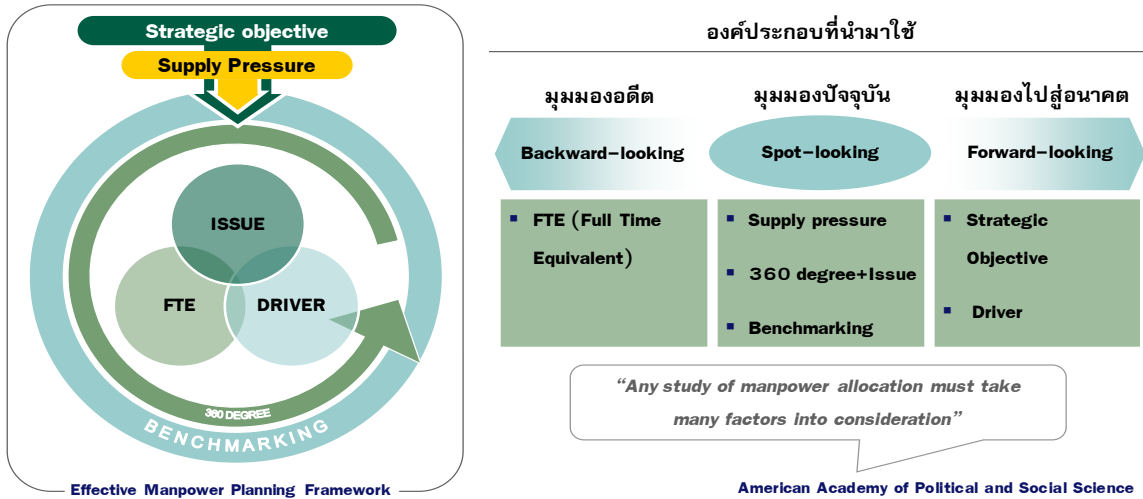 Strategic objective
Supply Pressure
ISSUE
FTE
DRIVER
360 DEGREE
BENCHMARKING
Effective Manpower Planning Framework
องค์ประกอบที่นำมาใช้
มุมมองอดีต
มุมมองปัจจุบัน
มุมมองไปสู่อนาคต
Backward-looking
Spot-looking
Forward-looking
▪ FTE (Full Time
Equivalent)
▪ Supply pressure
▪ 360 degree+Issue
▪ Benchmarking
▪ Strategic
Objective
▪ Driver
“Any study of manpower allocation must take
many factors into consideration”
American Academy of Political and Social Science